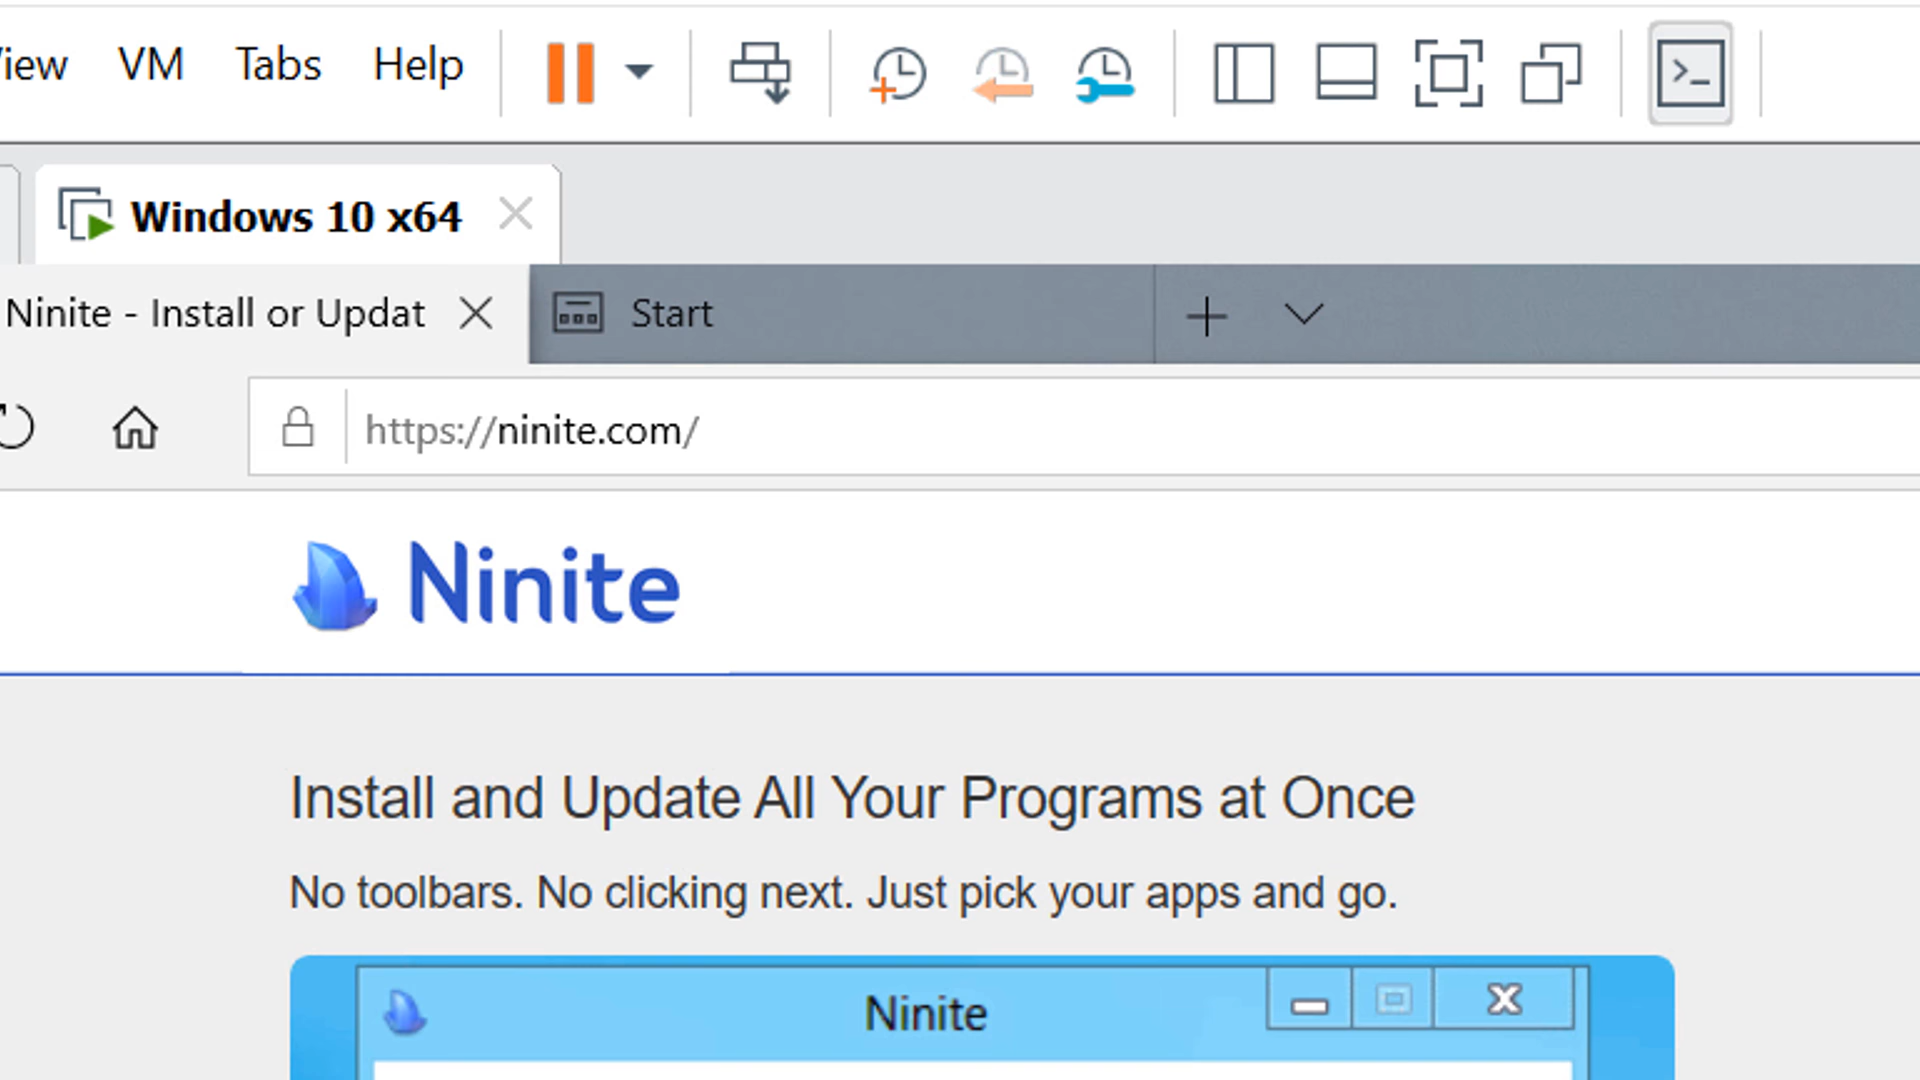 iew VM Tabs Help
Windows 10 x64
Ninite - Install or Updat
Start
https://ninite.com/
Ninite
Install and Update All Your Programs at Once
No toolbars. No clicking next. Just pick your apps and go.
Ninite